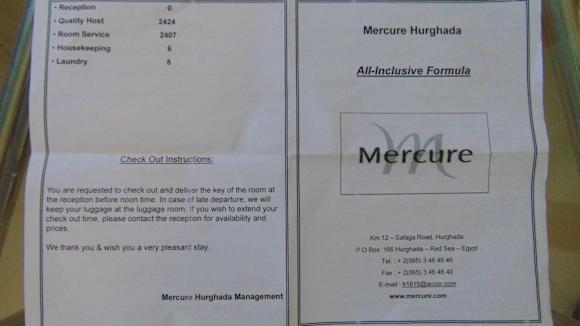 • Reception 0
• Quality Host 2424
• Room Service 2407
• Housekeeping 6
• Laundry 5
Check Out Instructions:
You are requested to check out and deliver the key of the room at
the reception before noon time. In case of late departure, we will
keep your luggage at the luggage room. If you wish to extend your
check out time, please contact the reception for availability and
prices.
We thank you & wish you a very pleasant stay.
Mercure Hurghada Management
Mercure Hurghada
All-Inclusive Formula
Mercure
Km 12 – Safaga Road, Hurghada
P.O Box: 166 Hurghada – Red Sea – Egypt
Tel. : + 2(065) 3 46 46 46
Fax : + 2(065) 3 46 46 40
E-mail : h1815@accor.com
www.mercure.com